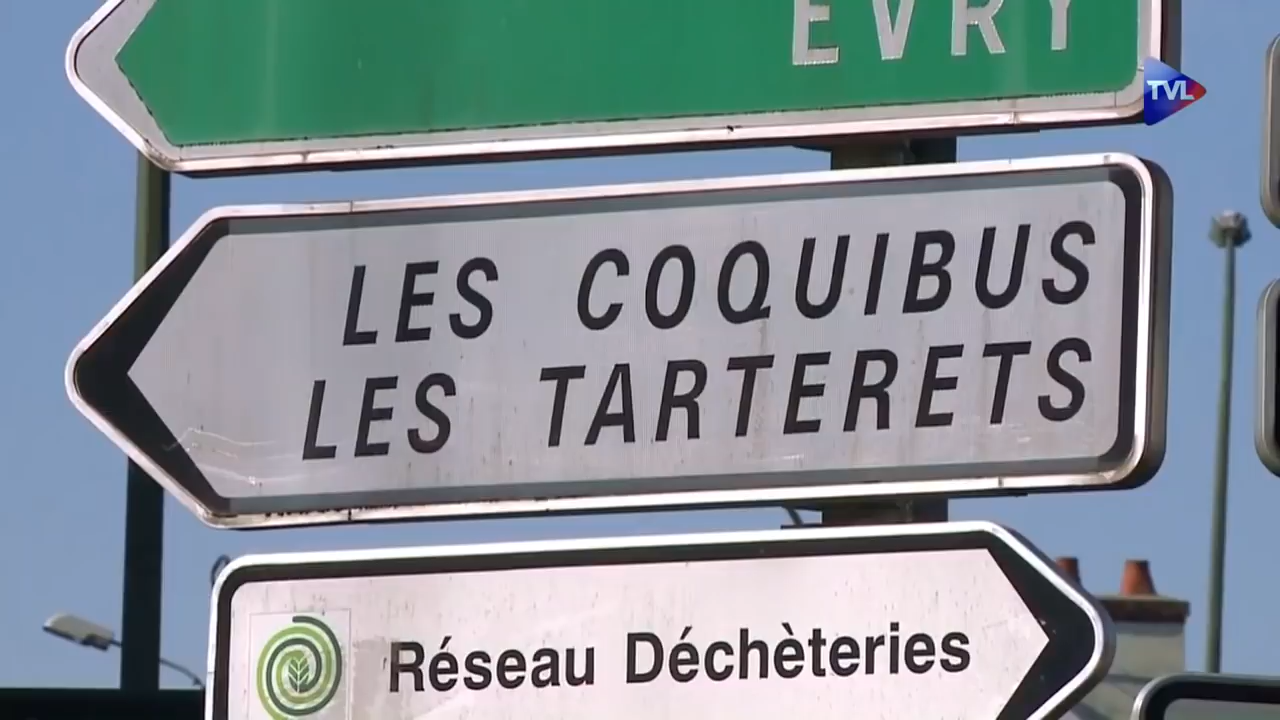 EVRY
TVL
LES COQUIBUS
LES TARTERETS
Réseau Déchèteries